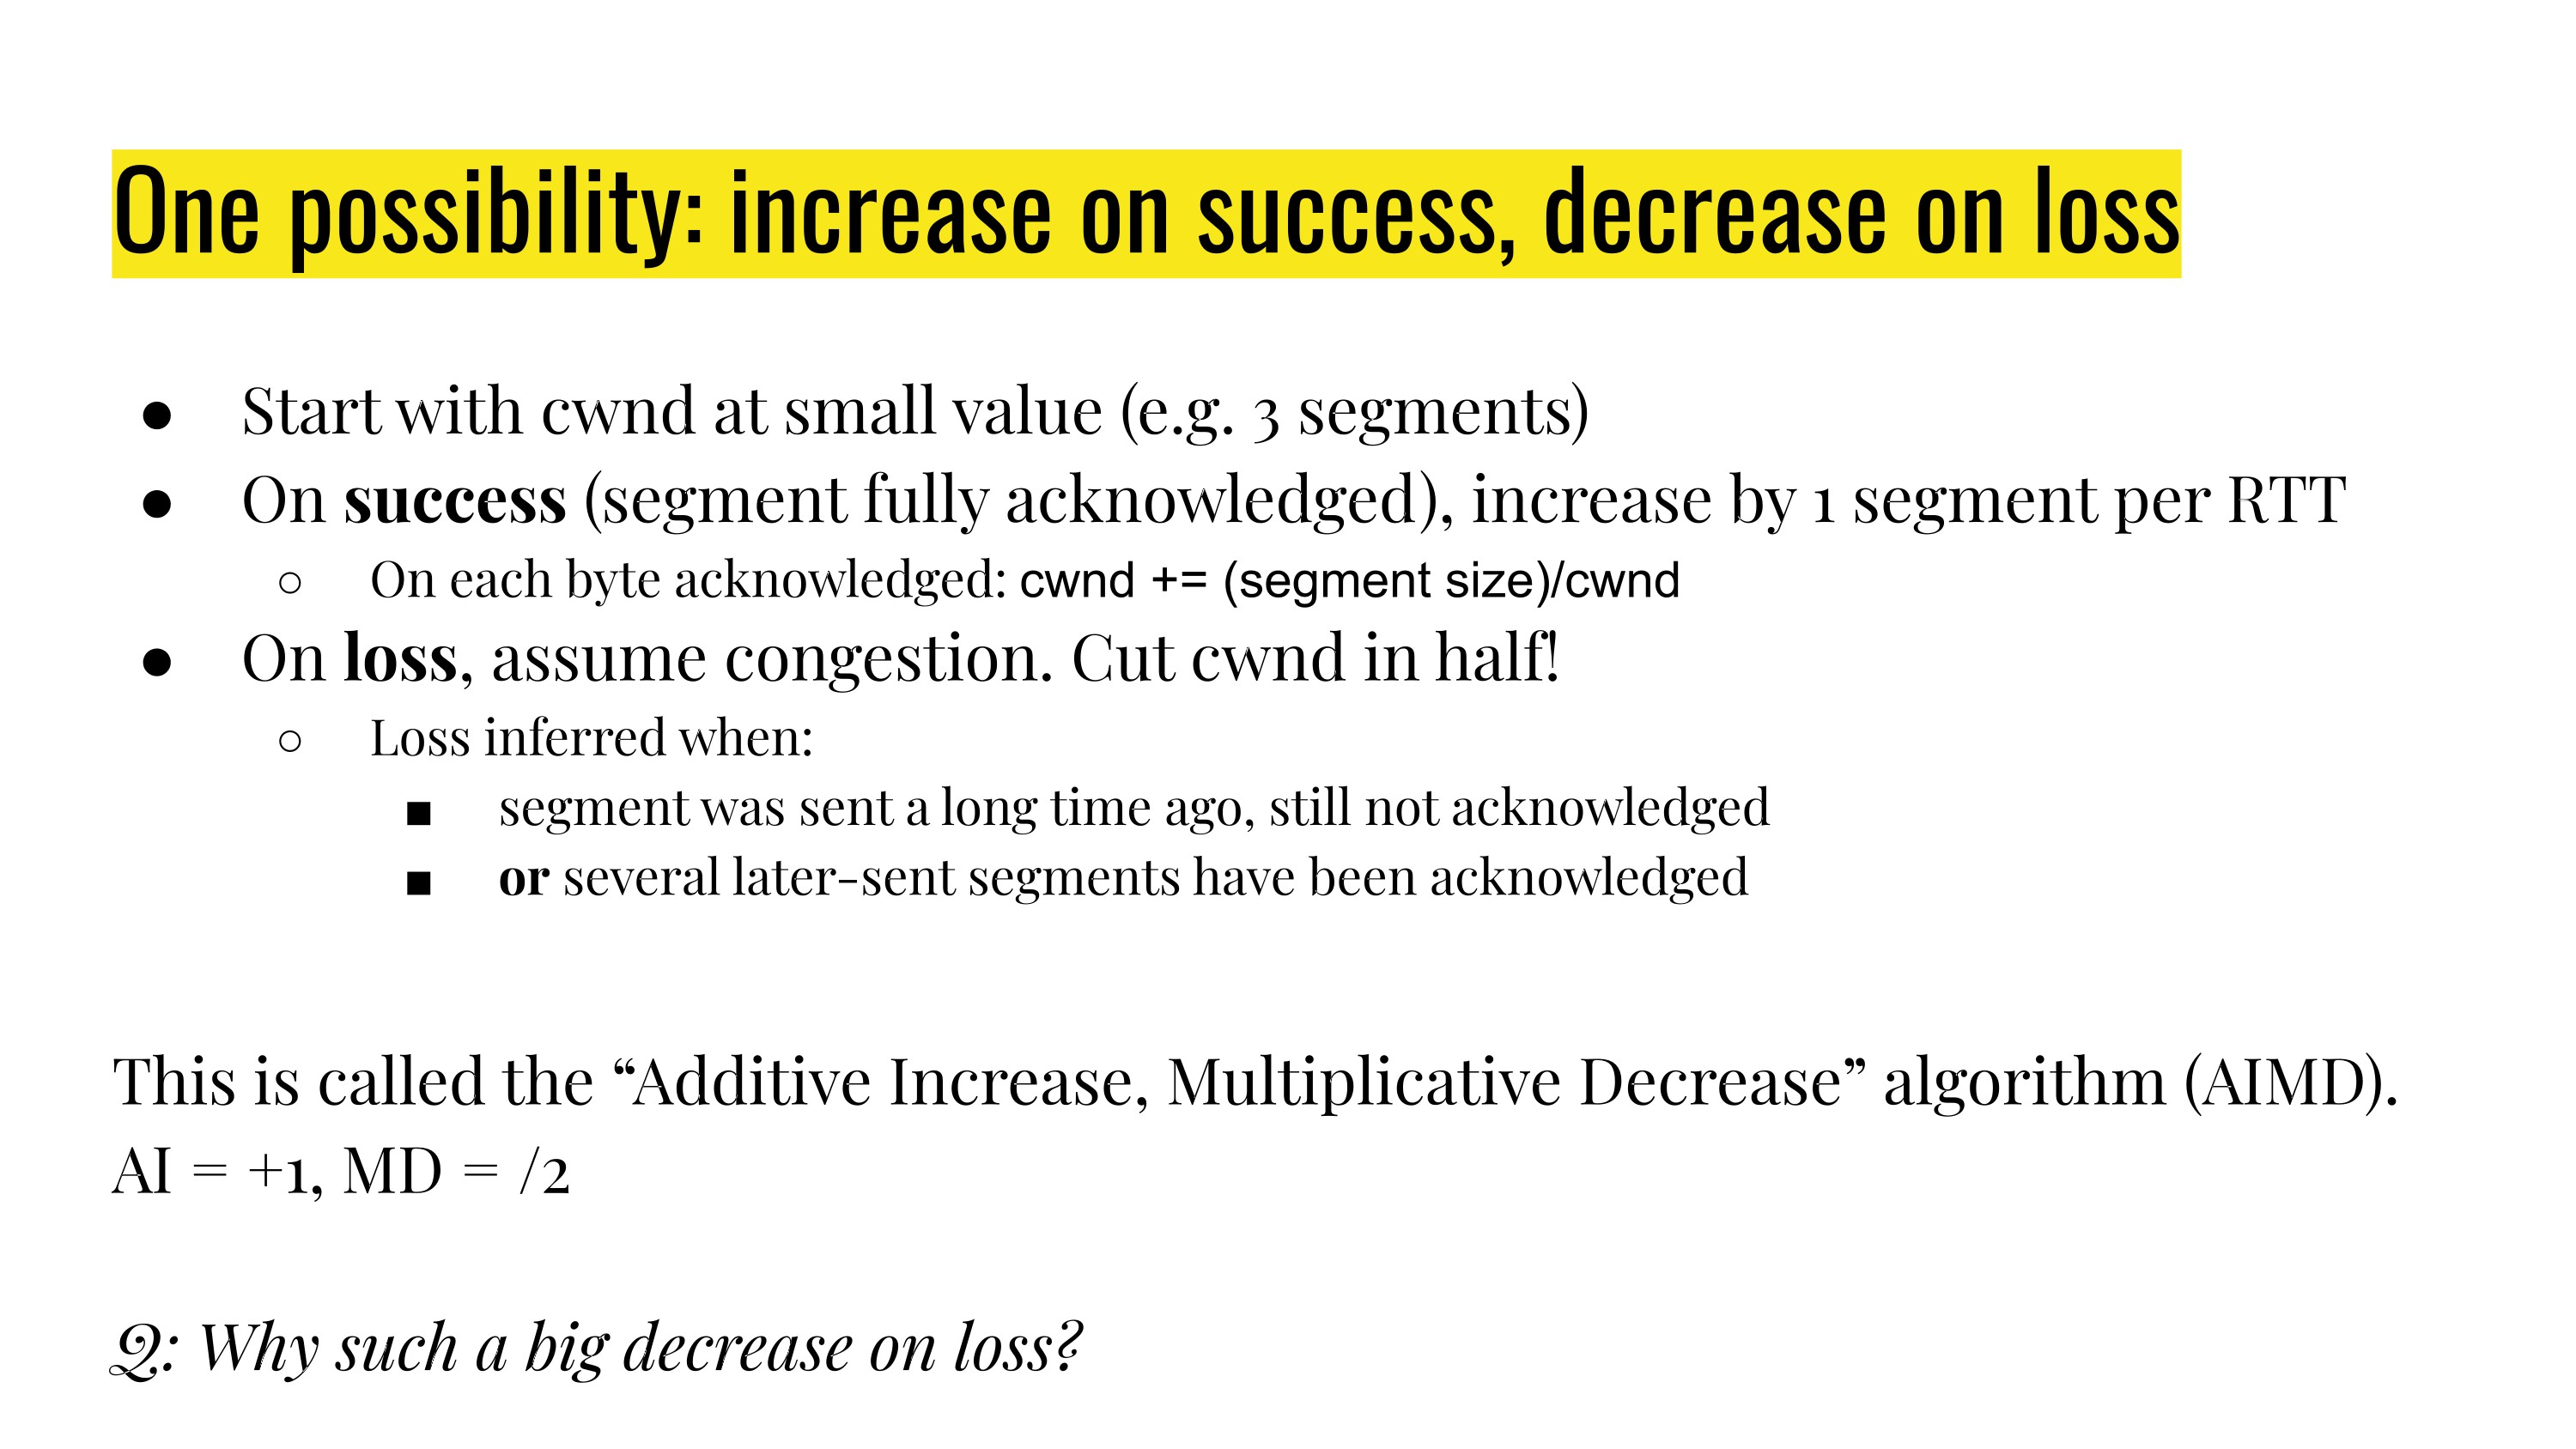 One possibility: increase on success, decrease on loss
● Start with cwnd at small value (e.g. 3 segments)
● On success (segment fully acknowledged), increase by 1 segment per RTT
○ On each byte acknowledged: cwnd += (segment size)/cwnd
● On loss, assume congestion. Cut cwnd in half!
○ Loss inferred when:
■ segment was sent a long time ago, still not acknowledged
■ or several later-sent segments have been acknowledged
This is called the “Additive Increase, Multiplicative Decrease” algorithm (AIMD).
AI = +1, MD = /2
Q: Why such a big decrease on loss?